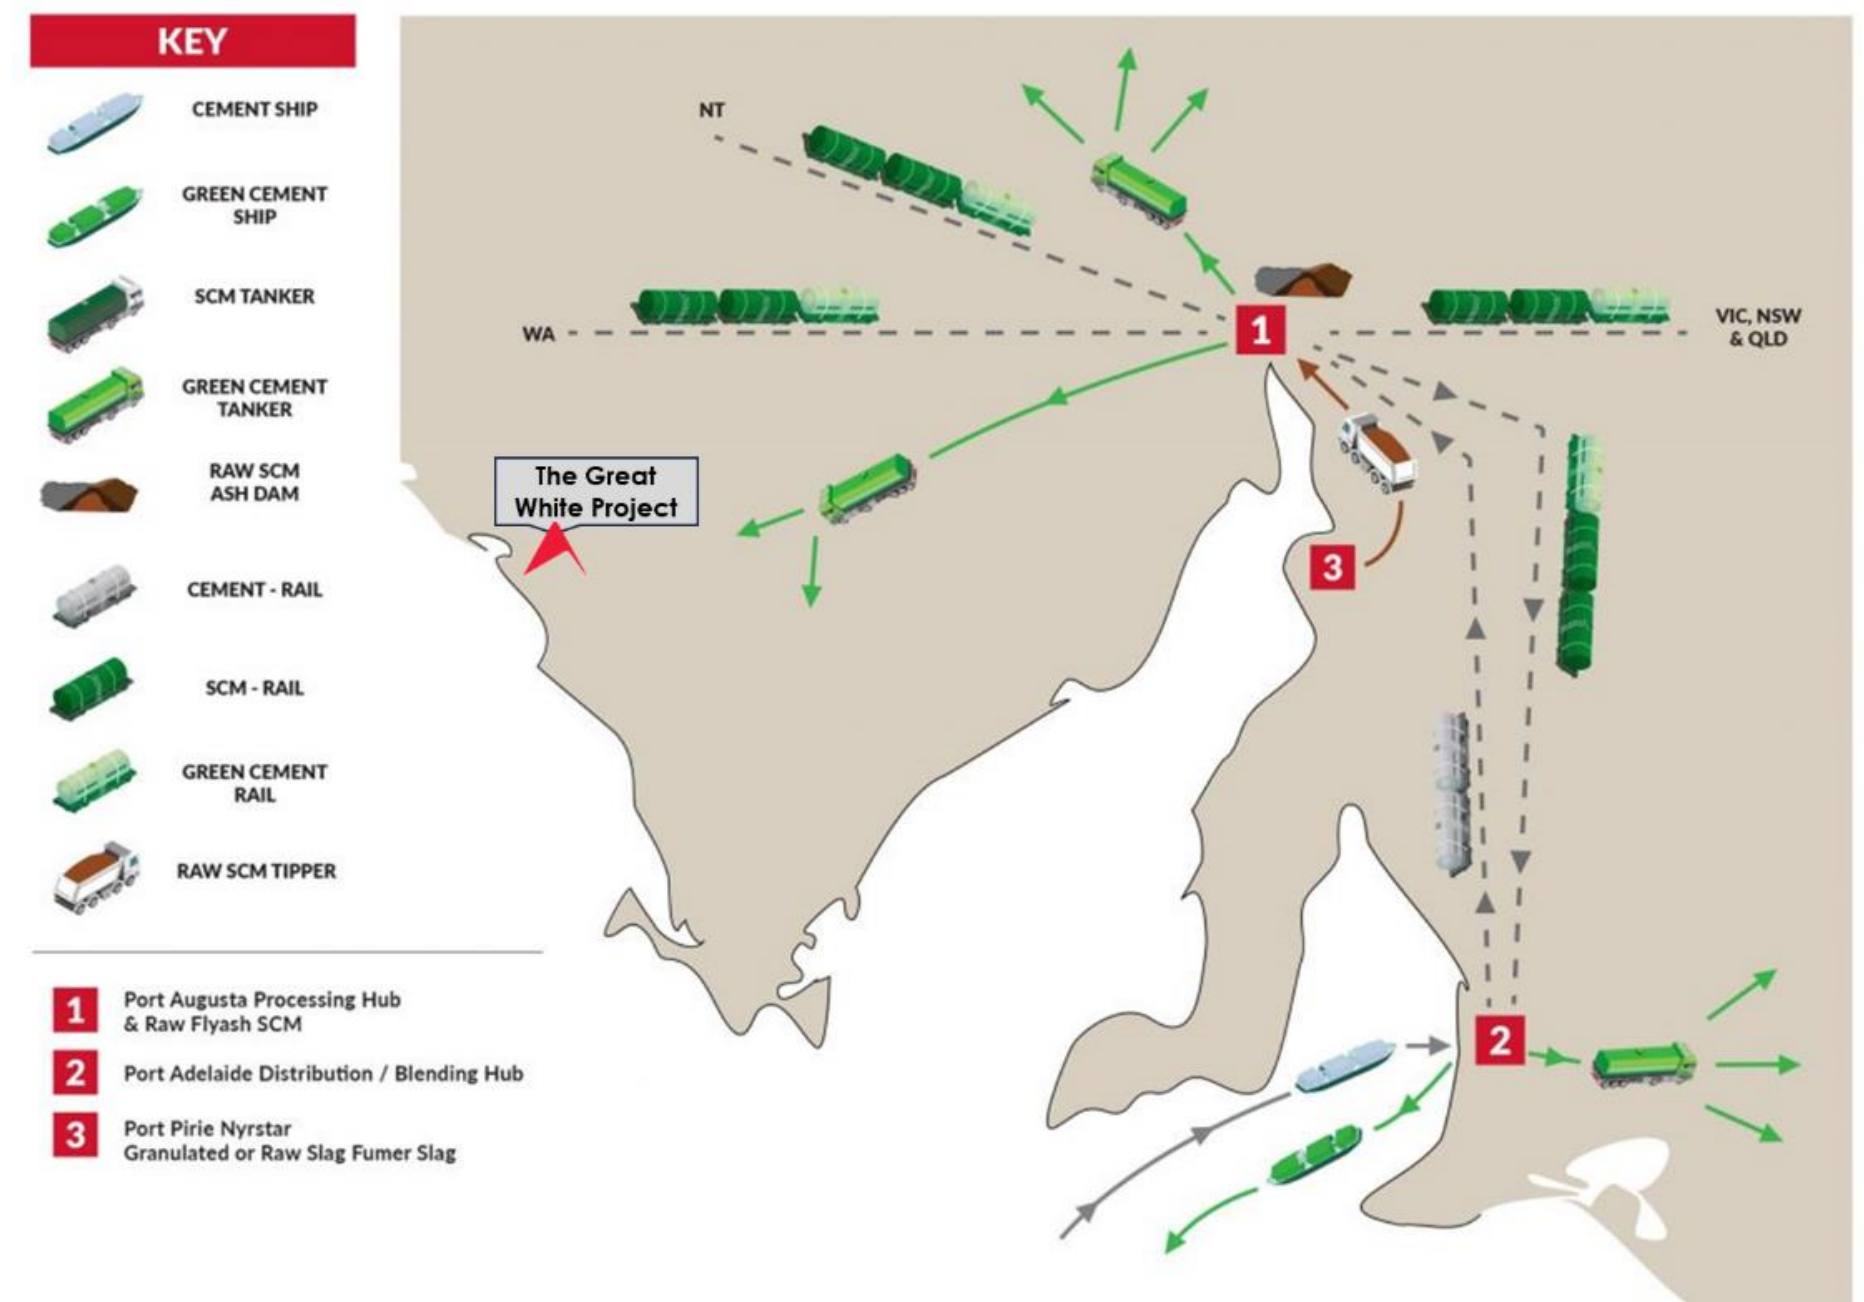 KEY
CEMENT SHIP
GREEN CEMENT
SHIP
SCM TANKER
GREEN CEMENT
TANKER
RAW SCM
ASH DAM
CEMENT - RAIL
SCM - RAIL
GREEN CEMENT
RAIL
RAW SCM TIPPER
1
Port Augusta Processing Hub
& Raw Flyash SCM
2
Port Adelaide Distribution / Blending Hub
3
Port Pirie Nyrstar
Granulated or Raw Slag Fumer Slag
NT
WA
1
VIC, NSW
& QLD
The Great
White Project
3
2